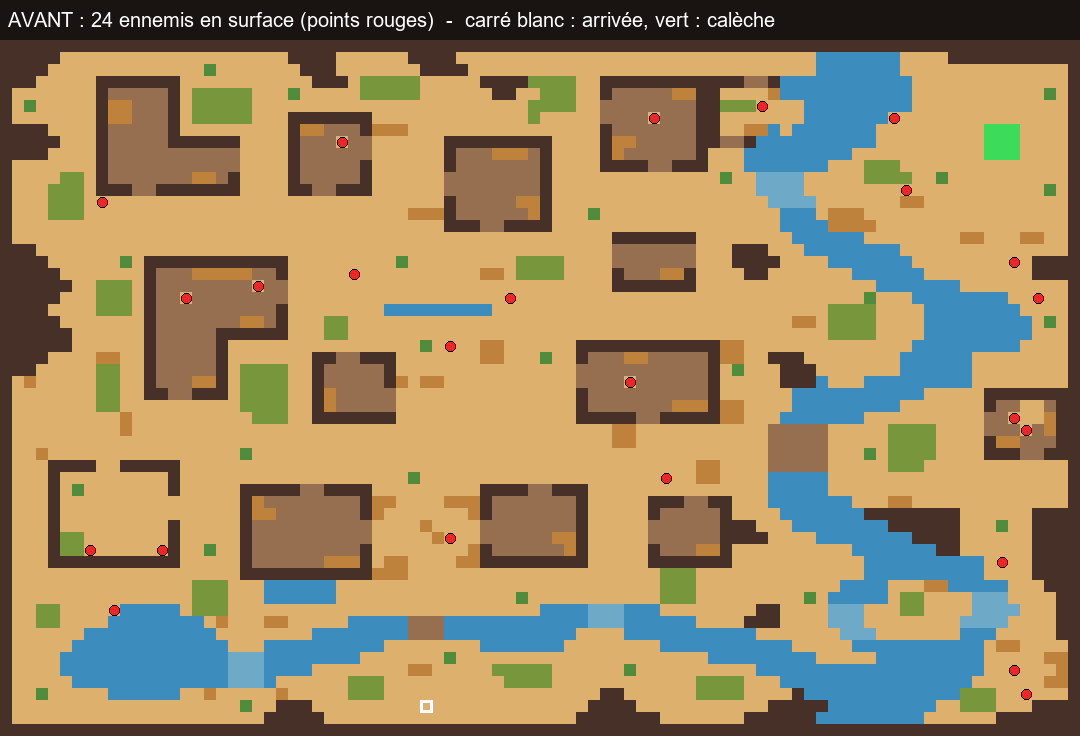 AVANT : 24 ennemis en surface (points rouges)  -  carré blanc : arrivée, vert : calèche